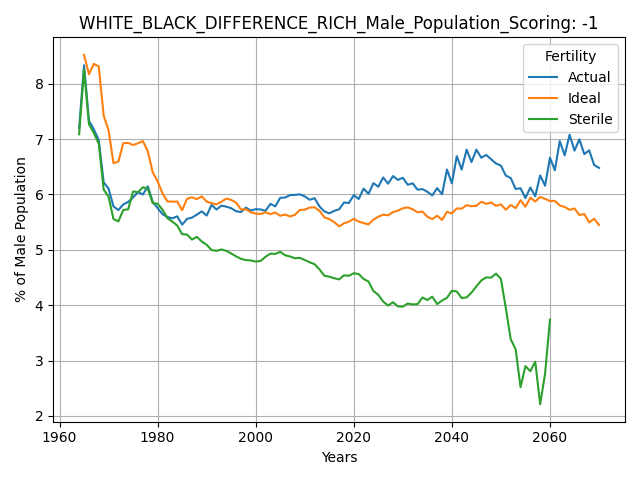 WHITE_BLACK_DIFFERENCE_RICH_Male_Population_Scoring: -1
Fertility
Actual
Ideal
Sterile
% of Male Population
8
7
6
5
4
3
2
1960
1980
2000
2020
2040
2060
Years